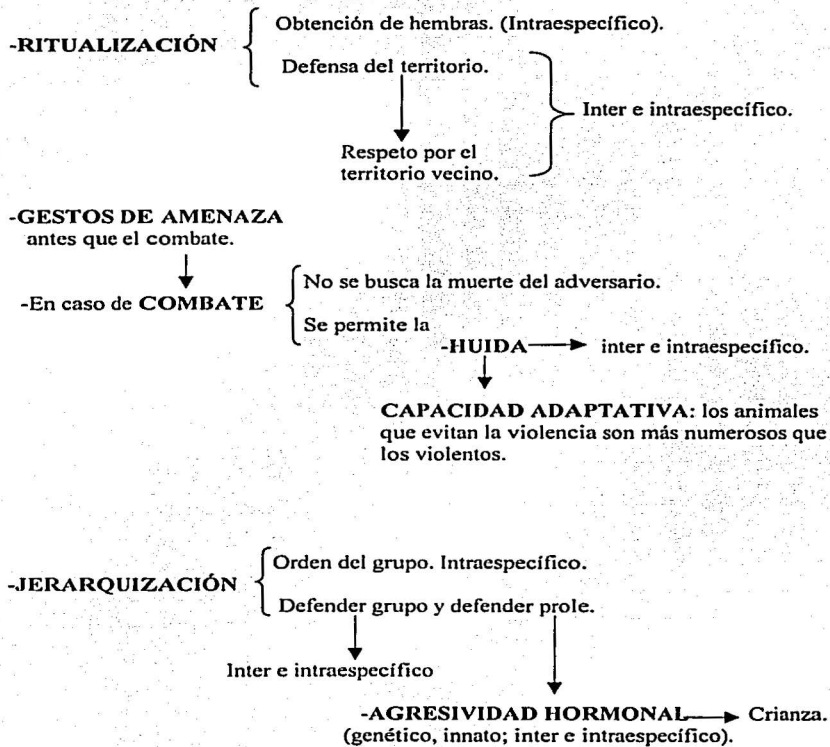 Obtención de hembras. (Intraespecífico).
-RITUALIZACIÓN
Defensa del territorio.
Inter e intraespecífico.
Respeto por el
territorio vecino.
-GESTOS DE AMENAZA
antes que el combate.
No se busca la muerte del adversario.
-En caso de COMBATE
Se permite la
-HUIDA
inter e intraespecífico.
CAPACIDAD ADAPTATIVA: los animales
que evitan la violencia son más numerosos que
los violentos.
Orden del grupo. Intraespecífico.
-JERARQUIZACIÓN
Defender grupo y defender prole.
Inter e intraespecífico
-AGRESIVIDAD HORMONAL
Crianza.
(genético, innato; inter e intraespecífico).